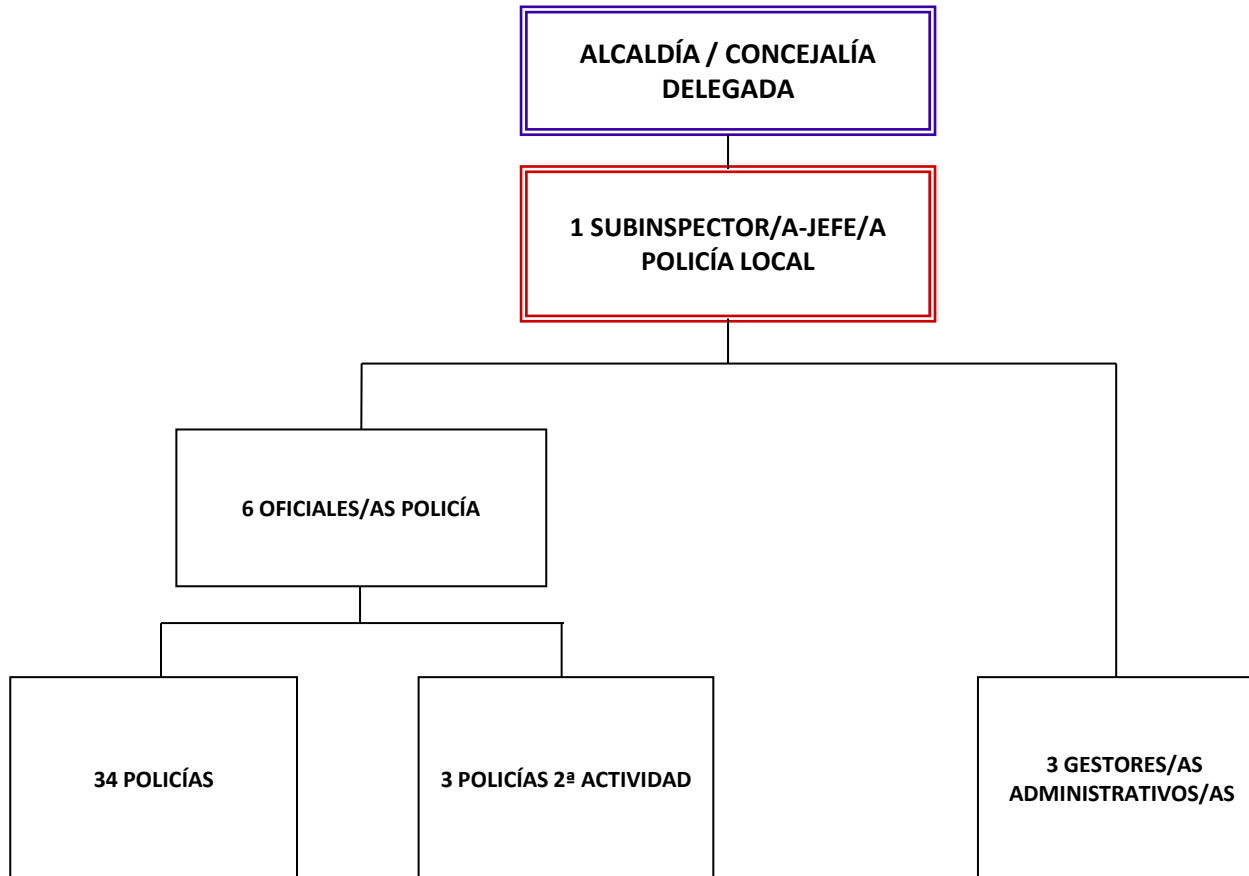 ALCALDÍA / CONCEJALÍA
DELEGADA
1 SUBINSPECTOR/A-JEFE/A
POLICÍA LOCAL
6 OFICIALES/AS POLICÍA
34 POLICÍAS
3 POLICÍAS 2ª ACTIVIDAD
3 GESTORES/AS
ADMINISTRATIVOS/AS